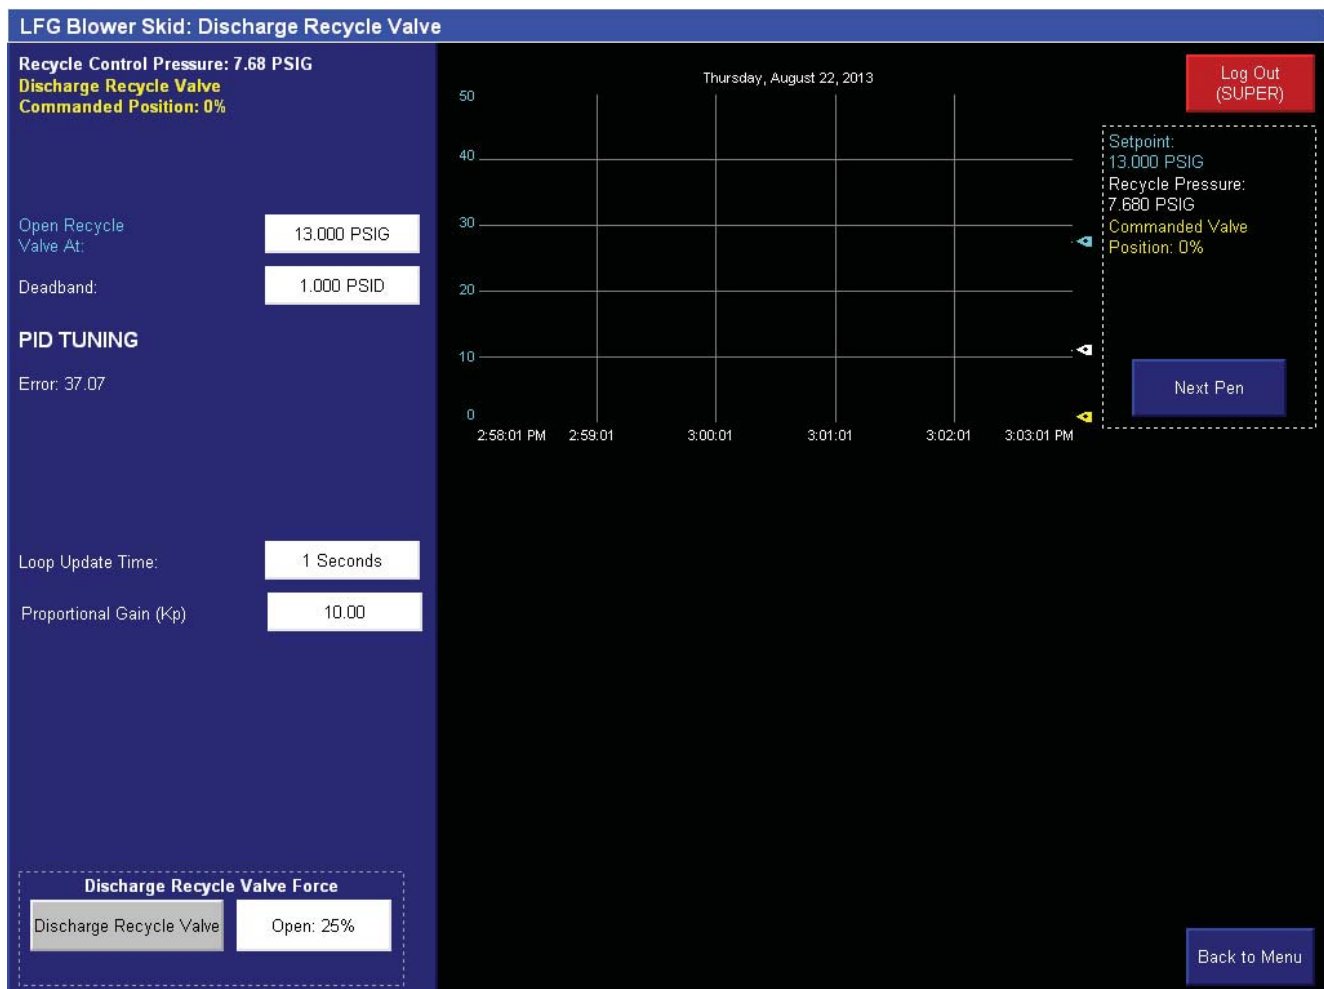 LFG Blower Skid: Discharge Recycle Valve
Recycle Control Pressure: 7.68 PSIG
Discharge Recycle Valve
Commanded Position: 0%
Open Recycle
Valve At:
13.000 PSIG
Deadband:
1.000 PSID
PID TUNING
Error: 37.07
Loop Update Time:
1 Seconds
Proportional Gain (Kp)
10.00
Discharge Recycle Valve Force
Discharge Recycle Valve
Open: 25%
Thursday, August 22, 2013
50
40
30
20
10
0
2:58:01 PM 2:59:01 3:00:01 3:01:01 3:02:01 3:03:01 PM
Log Out
(SUPER)
Setpoint:
13.000 PSIG
Recycle Pressure:
7.680 PSIG
Commanded Valve
Position: 0%
Next Pen
Back to Menu